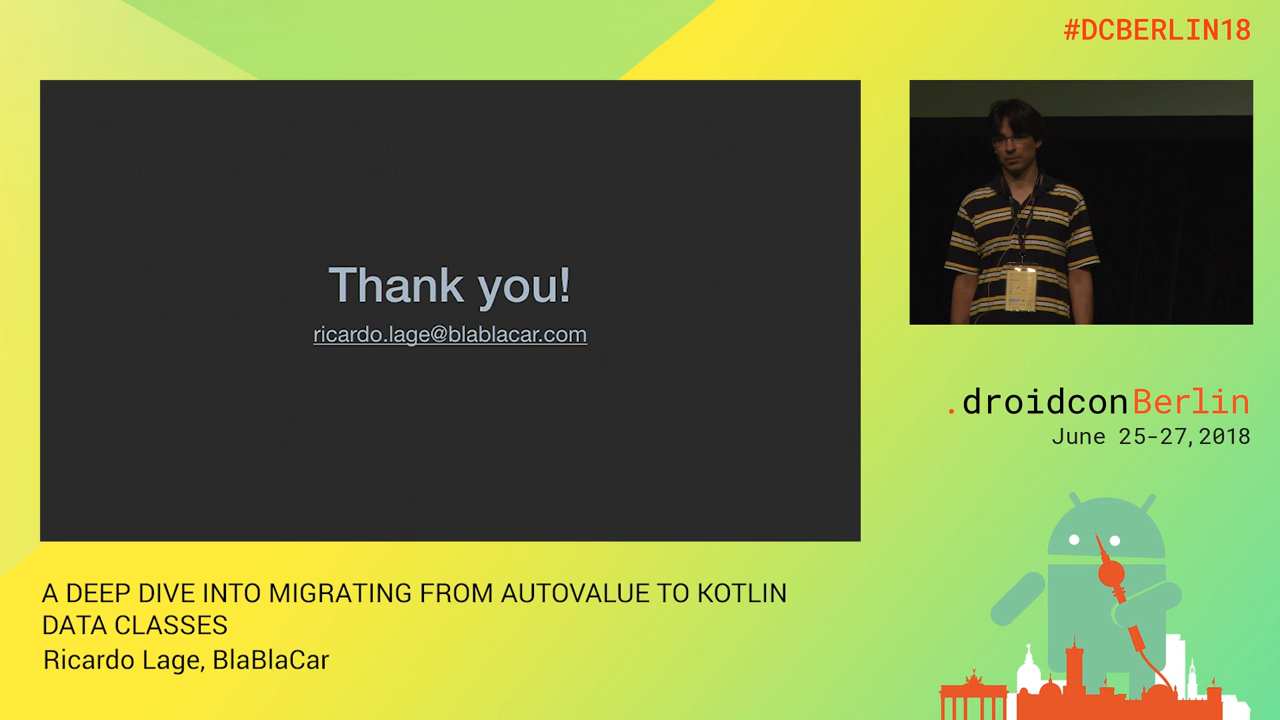 #DCBERLIN18
Thank you!
ricardo.lage@blablacar.com
.droidconBerlin
June 25-27,2018
A DEEP DIVE INTO MIGRATING FROM AUTOVALUE TO KOTLIN
DATA CLASSES
Ricardo Lage, BlaBlaCar